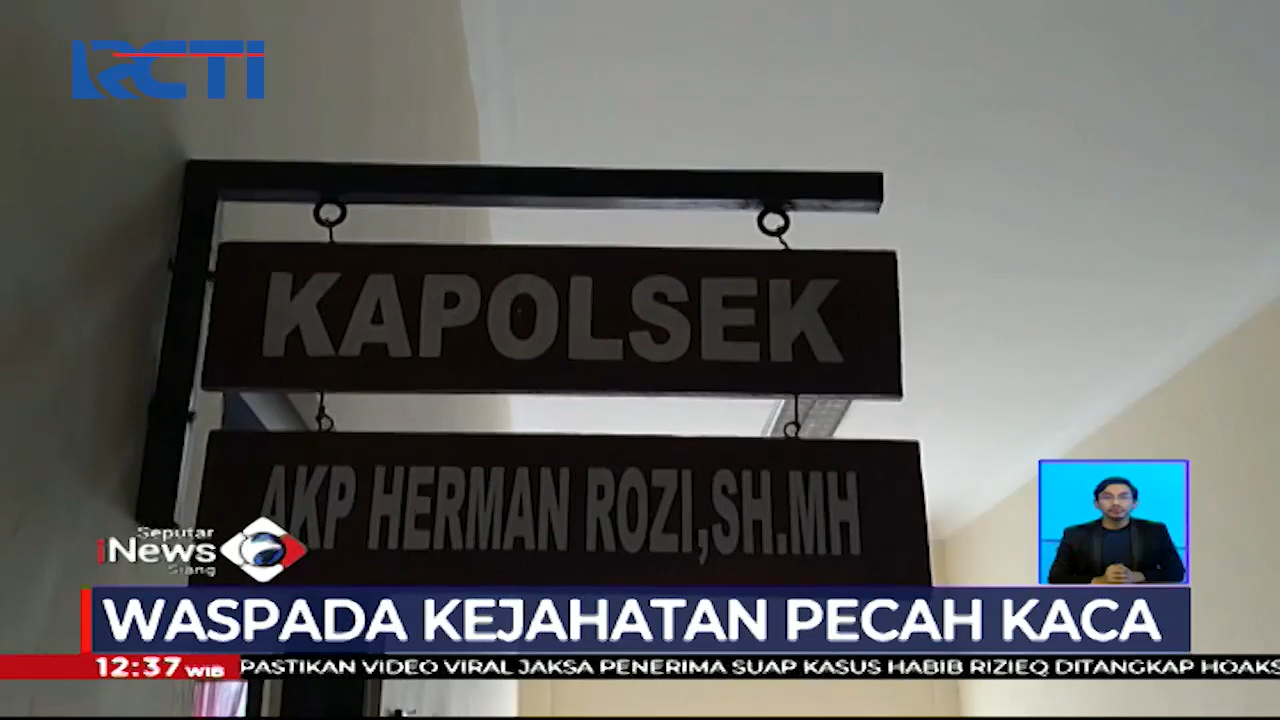 RCTI
KAPOLSEK
AKP HERMAN ROZI,SH.MH
Seputar
iNews
Siang
WASPADA KEJAHATAN PECAH KACA
12:37 WIB PASTIKAN VIDEO VIRAL JAKSA PENERIMA SUAP KASUS HABIB RIZIEQ DITANGKAP HOAKS